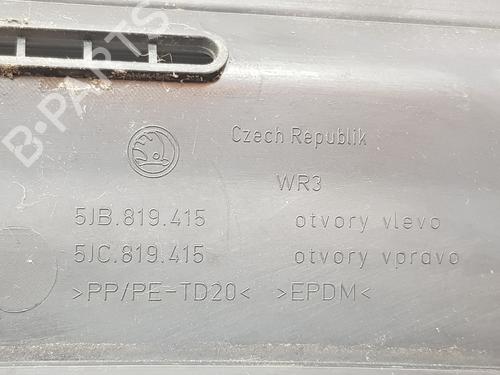 B-PARTS
Czech Republik
WR3
5JB.819.415 otvory vlevo
5JC.819.415 otvory vpravo
>PP/PE-TD20< >EPDM<